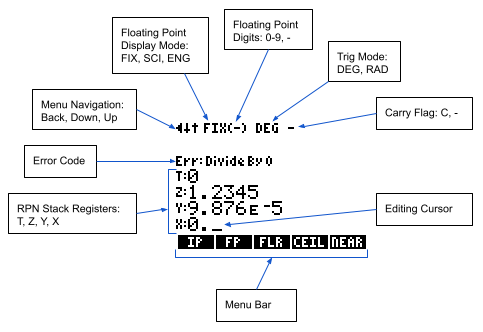 Floating Point
Digits: 0-9, -
Floating Point
Display Mode:
FIX, SCI, ENG
Trig Mode:
DEG, RAD
Menu Navigation:
Back, Down, Up
Carry Flag: C, -
FIX(-) DEG -
Error Code
Err: Divide By 0
RPN Stack Registers:
T, Z, Y, X
T:0
Z:1.2345
Y:9.876E-5
X:0._
Editing Cursor
IP FP FLR CEIL NEAR
Menu Bar